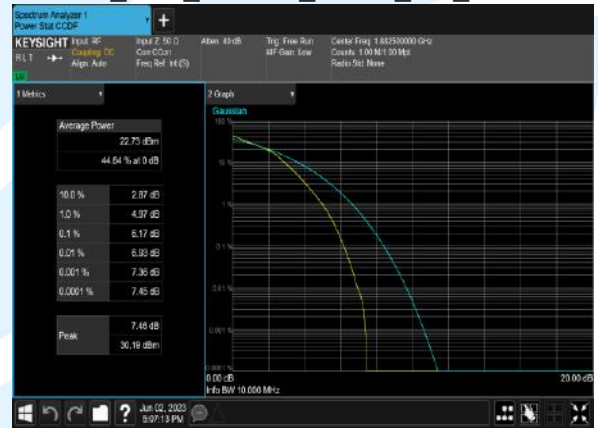 Spectrum Analyzer 1
Power Stat CCDF
+
KEYSIGHT
Input: RF
Coupling: DC
Align: Auto
Input Z: 50 Ω
Corr CCorr
Freq Ref: Int (S)
Atten: 40 dB
Trig: Free Run
#IF Gain: Low
Center Freq: 1.882500000 GHz
Counts: 1.00 M/1.00 Mpt
Radio Std: None
1 Metrics
Average Power
22.73 dBm
44.64 % at 0 dB
10.0 % 2.87 dB
1.0 % 4.97 dB
0.1 % 6.17 dB
0.01 % 6.93 dB
0.001 % 7.36 dB
0.0001 % 7.45 dB
Peak
7.46 dB
30.19 dBm
2 Graph
Gaussian
100 %
10 %
1 %
0.1 %
0.01 %
0.001 %
0.0001 %
0.00 dB
20.00 dB
Info BW 10.000 MHz
?
Jun 02, 2023
5:07:13 PM